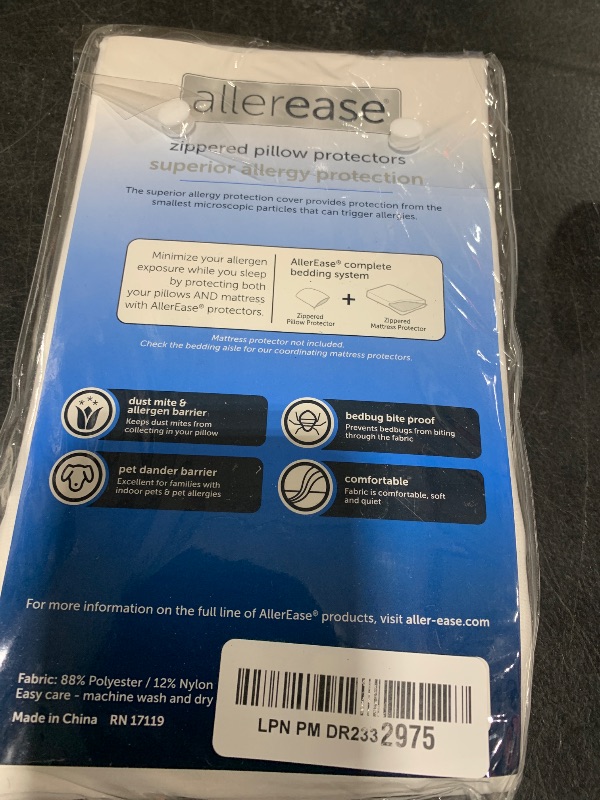 allerease
zippered pillow protectors
superior allergy protection
The superior allergy protection cover provides protection from the
smallest microscopic particles that can trigger allergies.
Minimize your allergen
exposure while you sleep
by protecting both
your pillows AND mattress
with AllerEase® protectors.
AllerEase® complete
bedding system
+
Zippered
Pillow Protector
Zippered
Mattress Protector
Mattress protector not included.
Check the bedding aisle for our coordinating mattress protectors.
dust mite &
allergen barrier
Keeps dust mites from
collecting in your pillow
bedbug bite proof
Prevents bedbugs from biting
through the fabric
pet dander barrier
Excellent for families with
indoor pets & pet allergies
comfortable
Fabric is comfortable, soft
and quiet
For more information on the full line of AllerEase® products, visit aller-ease.com
Fabric: 88% Polyester / 12% Nylon
Easy care - machine wash and dry
Made in China RN 17119
LPN PM DR2332975